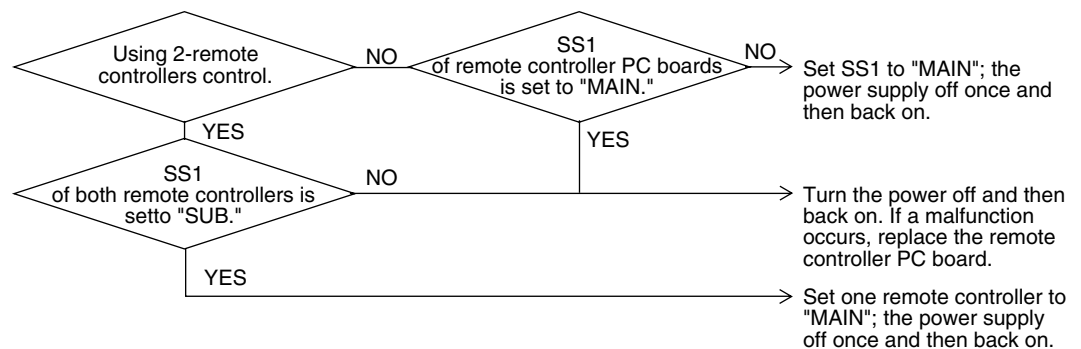 Using 2-remote
controllers control.
NO
SS1
of remote controller PC boards
is set to "MAIN."
NO
Set SS1 to "MAIN"; the
power supply off once and
then back on.
YES
YES
SS1
of both remote controllers is
setto "SUB."
NO
Turn the power off and then
back on. If a malfunction
occurs, replace the remote
controller PC board.
YES
Set one remote controller to
"MAIN"; the power supply
off once and then back on.